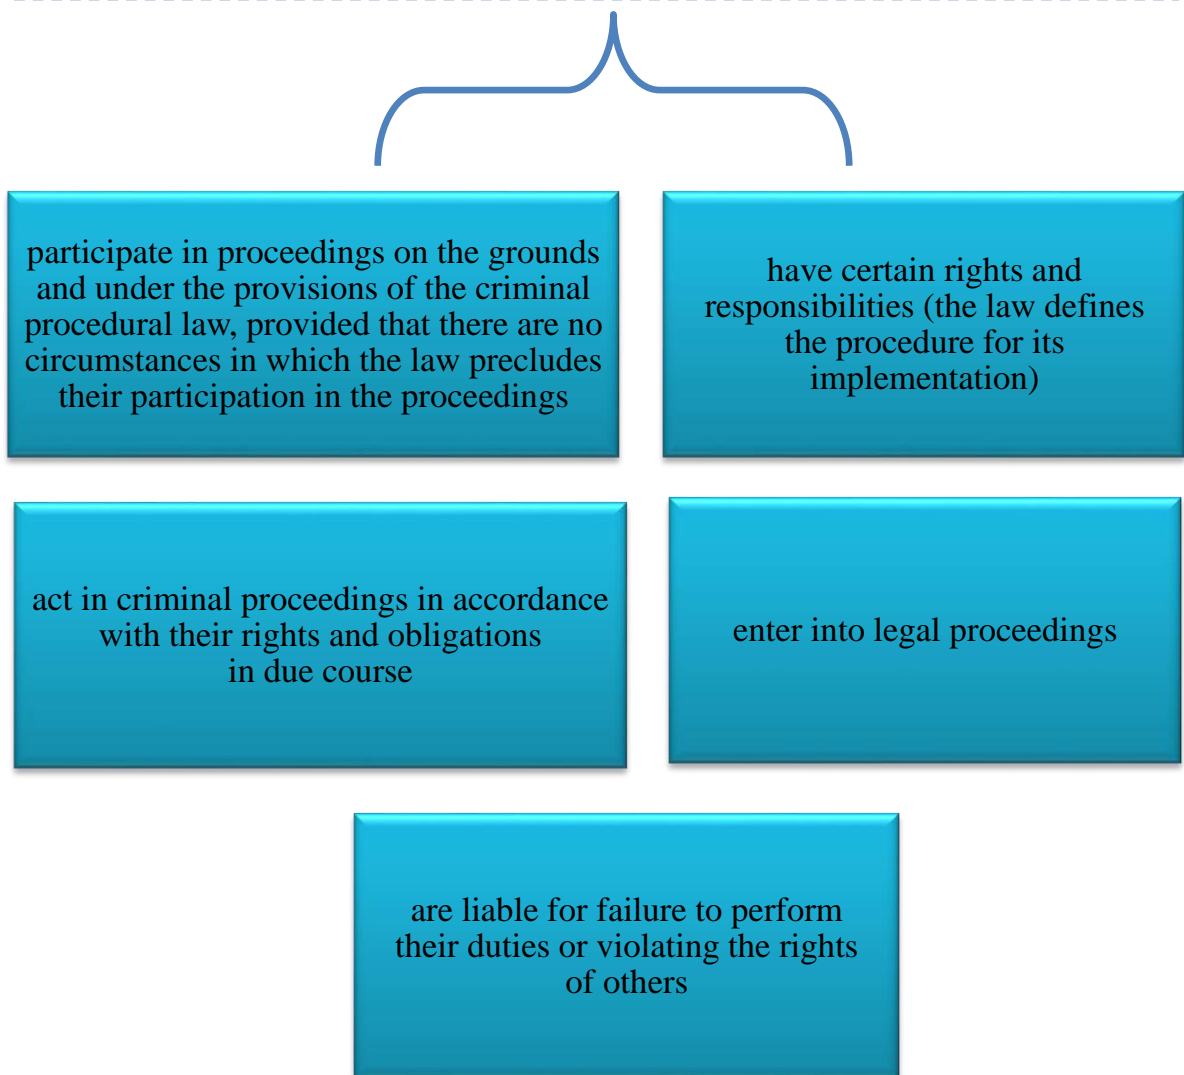 participate in proceedings on the grounds
and under the provisions of the criminal
procedural law, provided that there are no
circumstances in which the law precludes
their participation in the proceedings
have certain rights and
responsibilities (the law defines
the procedure for its
implementation)
act in criminal proceedings in accordance
with their rights and obligations
in due course
enter into legal proceedings
are liable for failure to perform
their duties or violating the rights
of others